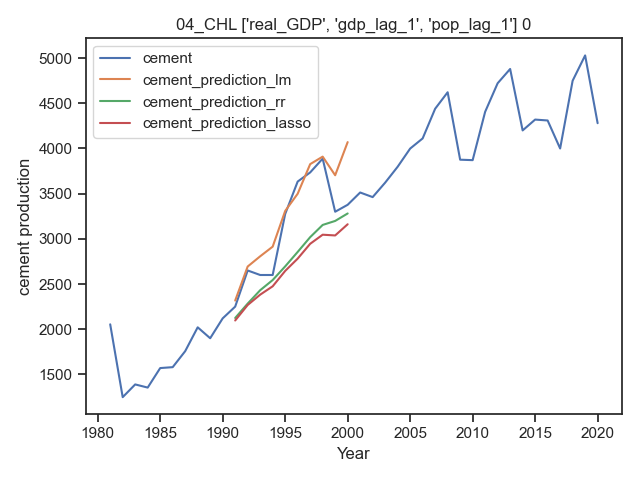 04_CHL ['real_GDP', 'gdp_lag_1', 'pop_lag_1'] 0
cement
cement_prediction_lm
cement_prediction_rr
cement_prediction_lasso
cement production
5000
4500
4000
3500
3000
2500
2000
1500
1980 1985 1990 1995 2000 2005 2010 2015 2020
Year